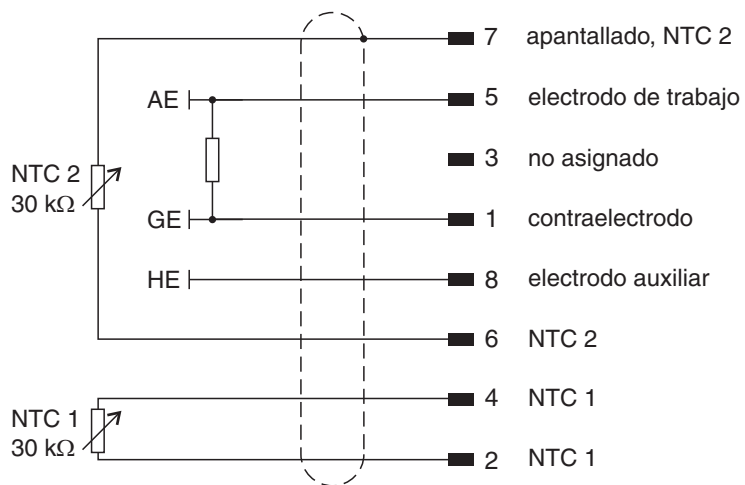 7 apantallado, NTC 2
AE
5 electrodo de trabajo
NTC 2
30 kΩ
3 no asignado
GE
1 contraelectrodo
HE
8 electrodo auxiliar
6 NTC 2
NTC 1
30 kΩ
4 NTC 1
2 NTC 1